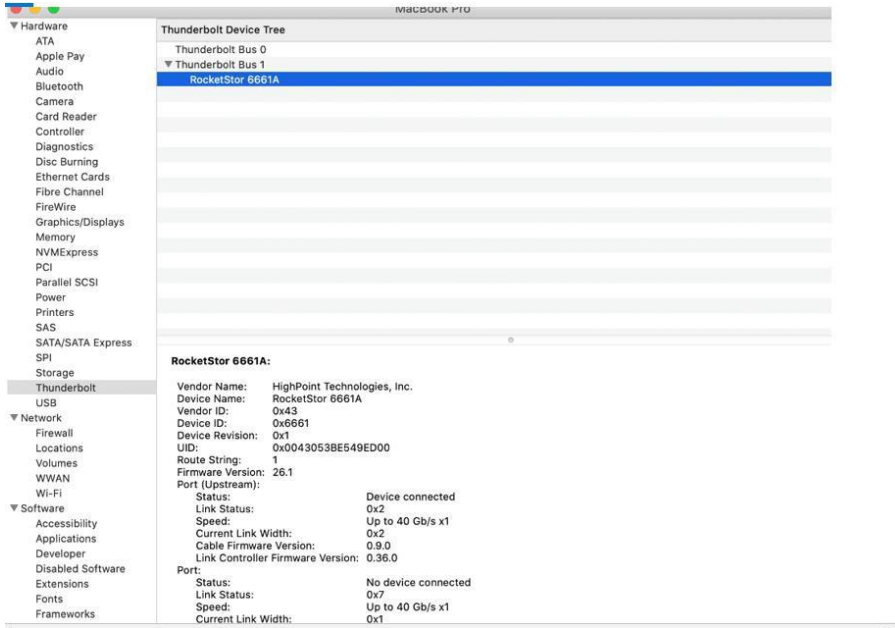 MacBook Pro
Hardware
ATA
Apple Pay
Audio
Bluetooth
Camera
Card Reader
Controller
Diagnostics
Disc Burning
Ethernet Cards
Fibre Channel
FireWire
Graphics/Displays
Memory
NVMExpress
PCI
Parallel SCSI
Power
Printers
SAS
SATA/SATA Express
SPI
Storage
Thunderbolt
USB
Network
Firewall
Locations
Volumes
WWAN
Wi-Fi
Software
Accessibility
Applications
Developer
Disabled Software
Extensions
Fonts
Frameworks
Thunderbolt Device Tree
Thunderbolt Bus 0
Thunderbolt Bus 1
RocketStor 6661A
RocketStor 6661A:
Vendor Name: HighPoint Technologies, Inc.
Device Name: RocketStor 6661A
Vendor ID: 0x43
Device ID: 0x6661
Device Revision: 0x1
UID: 0x0043053BE549ED00
Route String: 1
Firmware Version: 26.1
Port (Upstream):
Status: Device connected
Link Status: 0x2
Speed: Up to 40 Gb/s x1
Current Link Width: 0x2
Cable Firmware Version: 0.9.0
Link Controller Firmware Version: 0.36.0
Port:
Status: No device connected
Link Status: 0x7
Speed: Up to 40 Gb/s x1
Current Link Width: 0x1